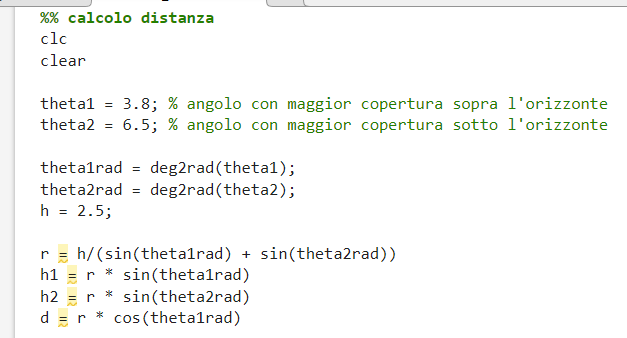 %% calcolo distanza
clc
clear
theta1 = 3.8; % angolo con maggior copertura sopra l'orizzonte
theta2 = 6.5; % angolo con maggior copertura sotto l'orizzonte
theta1rad = deg2rad(theta1);
theta2rad = deg2rad(theta2);
h = 2.5;
r = h/(sin(theta1rad) + sin(theta2rad))
h1 = r * sin(theta1rad)
h2 = r * sin(theta2rad)
d = r * cos(theta1rad)